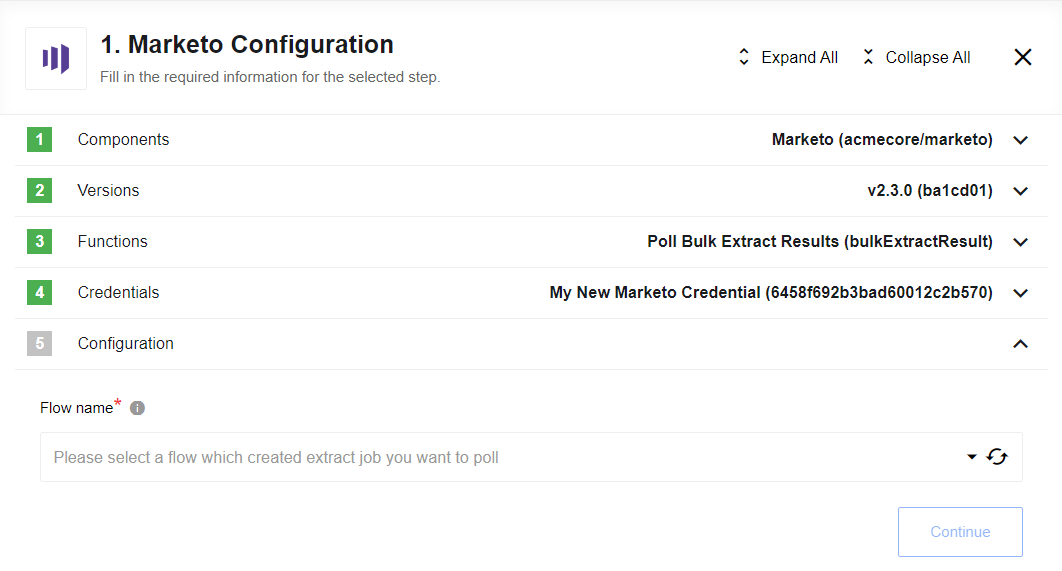 1. Marketo Configuration
Fill in the required information for the selected step.
Expand All
Collapse All
1 Components Marketo (acmecore/marketo)
2 Versions v2.3.0 (ba1cd01)
3 Functions Poll Bulk Extract Results (bulkExtractResult)
4 Credentials My New Marketo Credential (6458f692b3bad60012c2b570)
5 Configuration
Flow name* i
Please select a flow which created extract job you want to poll
Continue